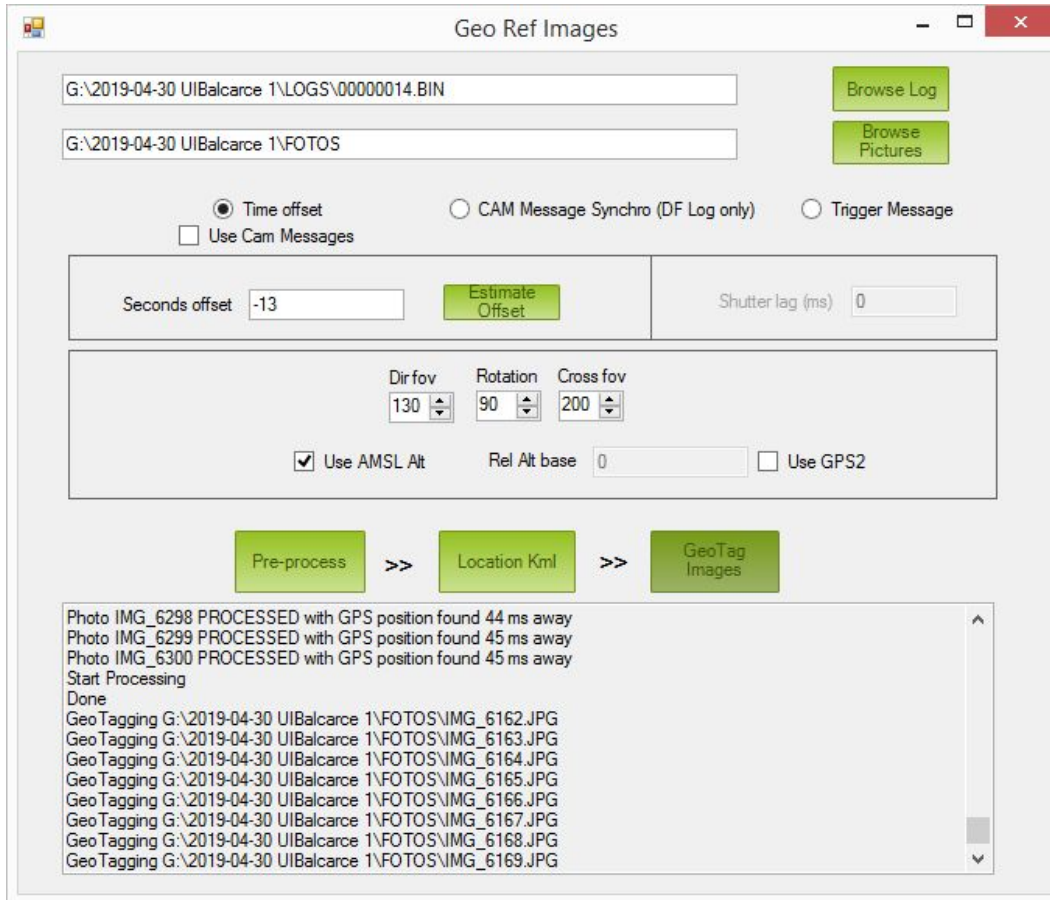 Geo Ref Images
G:\2019-04-30 UIBalcarce 1\LOGS\00000014.BIN
Browse Log
G:\2019-04-30 UIBalcarce 1\FOTOS
Browse
Pictures
Time offset
CAM Message Synchro (DF Log only)
Trigger Message
Use Cam Messages
Seconds offset
-13
Estimate
Offset
Shutter lag (ms)
0
Dir fov
Rotation
Cross fov
130
90
200
Use AMSL Alt
Rel Alt base
0
Use GPS2
Pre-process
>>
Location Kml
>>
GeoTag
Images
Photo IMG_6298 PROCESSED with GPS position found 44 ms away
Photo IMG_6299 PROCESSED with GPS position found 45 ms away
Photo IMG_6300 PROCESSED with GPS position found 45 ms away
Start Processing
Done
GeoTagging G:\2019-04-30 UIBalcarce 1\FOTOS\IMG_6162.JPG
GeoTagging G:\2019-04-30 UIBalcarce 1\FOTOS\IMG_6163.JPG
GeoTagging G:\2019-04-30 UIBalcarce 1\FOTOS\IMG_6164.JPG
GeoTagging G:\2019-04-30 UIBalcarce 1\FOTOS\IMG_6165.JPG
GeoTagging G:\2019-04-30 UIBalcarce 1\FOTOS\IMG_6166.JPG
GeoTagging G:\2019-04-30 UIBalcarce 1\FOTOS\IMG_6167.JPG
GeoTagging G:\2019-04-30 UIBalcarce 1\FOTOS\IMG_6168.JPG
GeoTagging G:\2019-04-30 UIBalcarce 1\FOTOS\IMG_6169.JPG